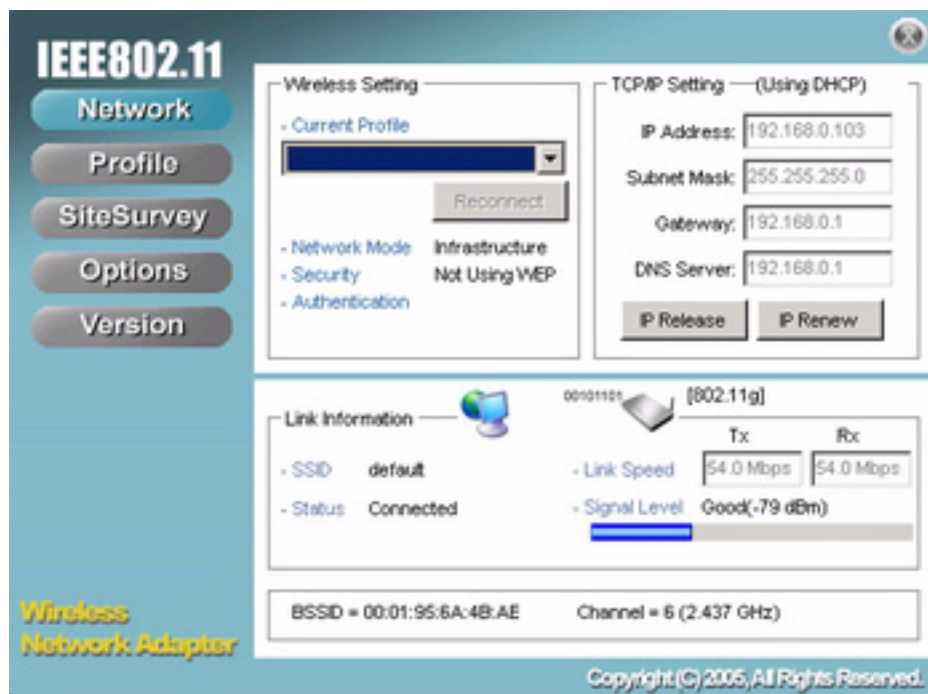 IEEE802.11
Network
Profile
SiteSurvey
Options
Version
Wireless
Network Adapter
Wireless Setting
- Current Profile
Reconnect
- Network Mode Infrastructure
- Security Not Using WEP
- Authentication
TCP/IP Setting (Using DHCP)
IP Address: 192.168.0.103
Subnet Mask: 255.255.255.0
Gateway: 192.168.0.1
DNS Server: 192.168.0.1
IP Release IP Renew
Link Information
00101101 [802.11g]
Tx Rx
- SSID default
- Link Speed 54.0 Mbps 54.0 Mbps
- Status Connected
- Signal Level Good(-79 dBm)
BSSID = 00:01:95:6A:4B:AE Channel = 6 (2.437 GHz)
Copyright (C) 2005, All Rights Reserved.